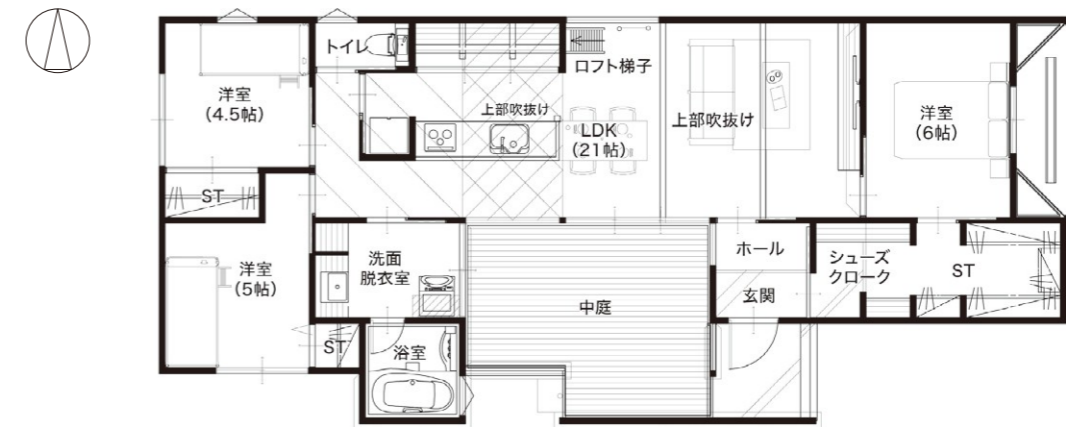 トイレ
ロフト梯子
洋室
(4.5帖)
上部吹抜け
LDK
(21帖)
上部吹抜け
洋室
(6帖)
ST
洋室
(5帖)
洗面
脱衣室
ホール
シューズ
クローク
ST
中庭
玄関
ST
浴室